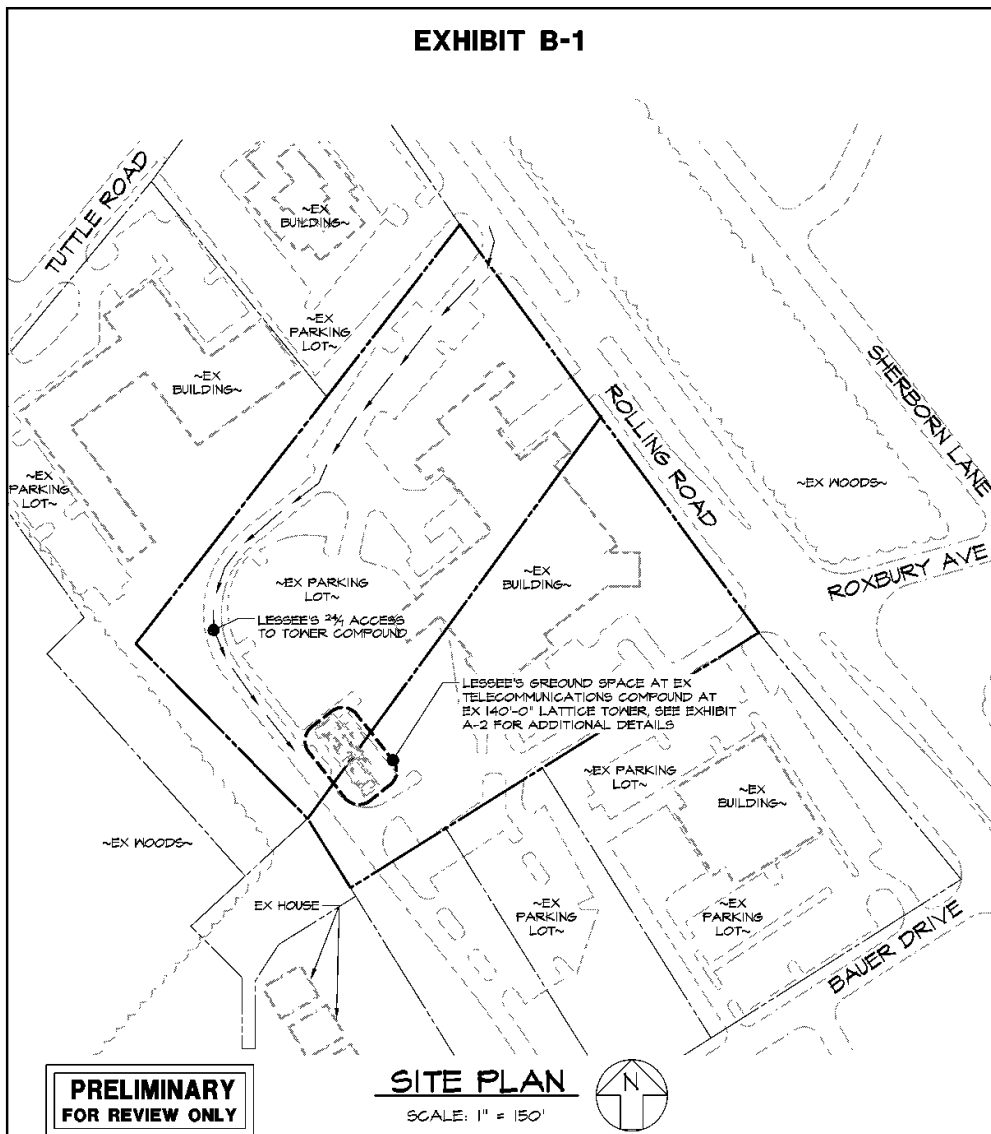 EXHIBIT B-1
TUTTLE ROAD
~EX
BUILDING~
~EX
PARKING
LOT~
~EX
BUILDING~
~EX
PARKING
LOT~
ROLLING ROAD
SHERBORN LANE
~EX WOODS~
ROXBURY AVE
~EX PARKING
LOT~
~EX
BUILDING~
LESSEE'S 24/7 ACCESS
TO TOWER COMPOUND
LESSEE'S GREOUND SPACE AT EX
TELECOMMUNICATIONS COMPOUND AT
EX 140'-0" LATTICE TOWER, SEE EXHIBIT
A-2 FOR ADDITIONAL DETAILS
~EX PARKING
LOT~
~EX
BUILDING~
~EX WOODS~
EX HOUSE
~EX
PARKING
LOT~
~EX
PARKING
LOT~
BAUER DRIVE
PRELIMINARY
FOR REVIEW ONLY
SITE PLAN
SCALE: 1" = 150'
N